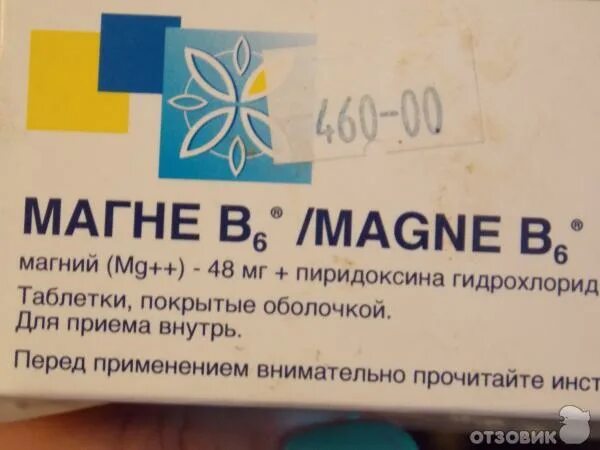 460-00
МАГНЕ B6® /MAGNE B6®
магний (Mg++) - 48 мг + пиридоксина гидрохлорид
Таблетки, покрытые оболочкой.
Для приема внутрь.
Перед применением внимательно прочитайте инст
ОТЗОВИК